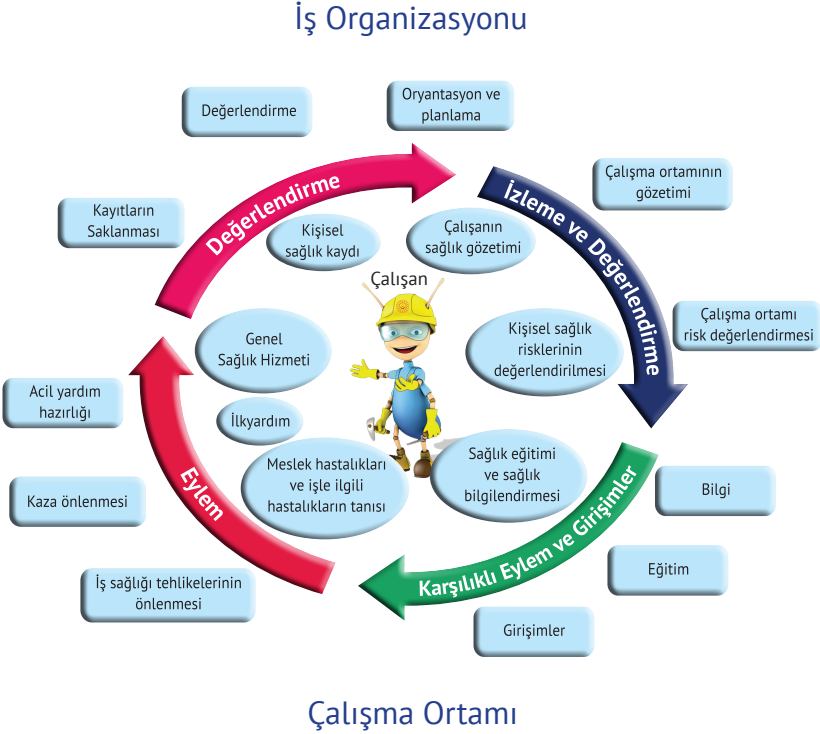 İş Organizasyonu
Değerlendirme
Oryantasyon ve
planlama
Çalışma ortamının
gözetimi
Kayıtların
Saklanması
Değerlendirme
İzleme ve Değerlendirme
Kişisel
sağlık kaydı
Çalışanın
sağlık gözetimi
Çalışan
Çalışma ortamı
risk değerlendirmesi
Genel
Sağlık Hizmeti
Kişisel sağlık
risklerinin
değerlendirilmesi
Acil yardım
hazırlığı
İlkyardım
Meslek hastalıkları
ve işle ilgili
hastalıkların tanısı
Sağlık eğitimi
ve sağlık
bilgilendirmesi
Eylem
Karşılıklı Eylem ve Girişimler
Bilgi
Kaza önlenmesi
Eğitim
İş sağlığı tehlikelerinin
önlenmesi
Girişimler
Çalışma Ortamı